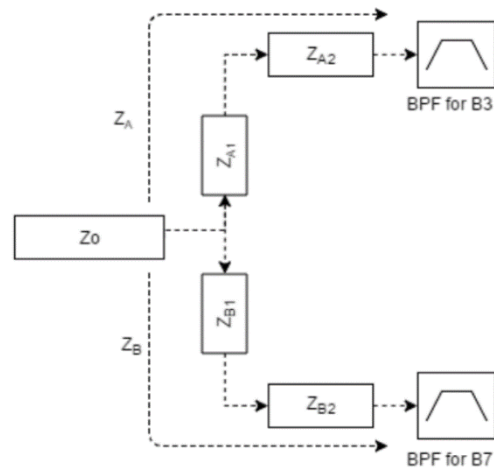 Z_A2
BPF for B3
Z_A
Z_A1
Zo
Z_B1
Z_B
Z_B2
BPF for B7